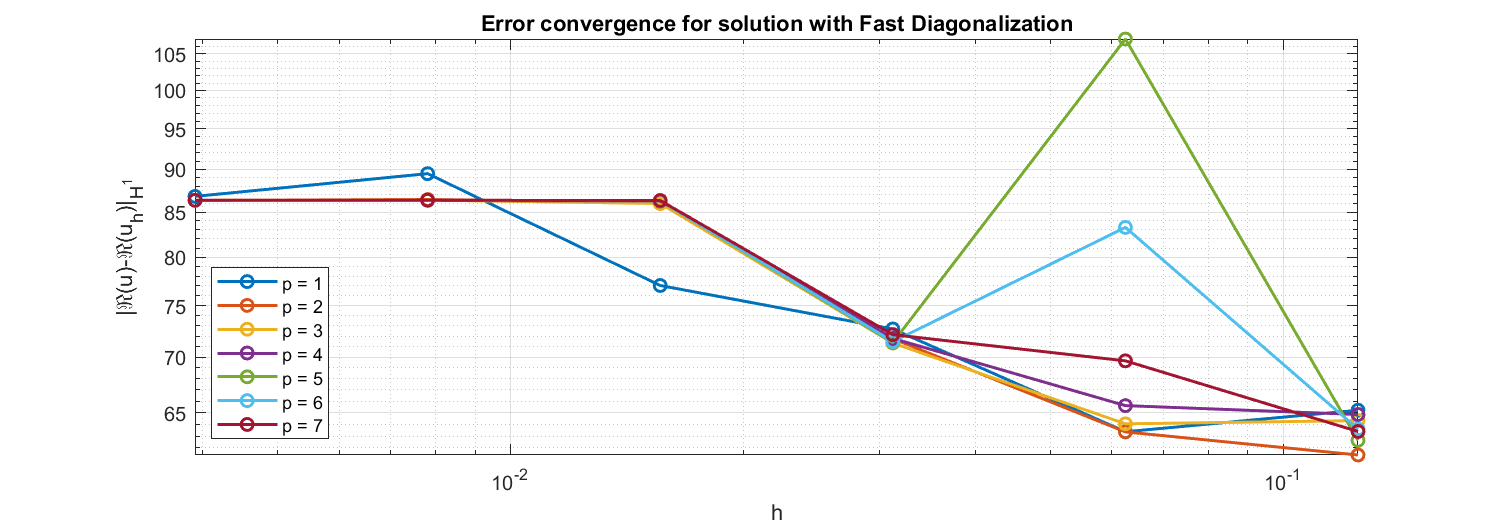 Error convergence for solution with Fast Diagonalization
|ℜ(u)-ℜ(u_h)|_H^1
105
100
95
90
85
80
75
70
65
p = 1
p = 2
p = 3
p = 4
p = 5
p = 6
p = 7
10^-2
10^-1
h